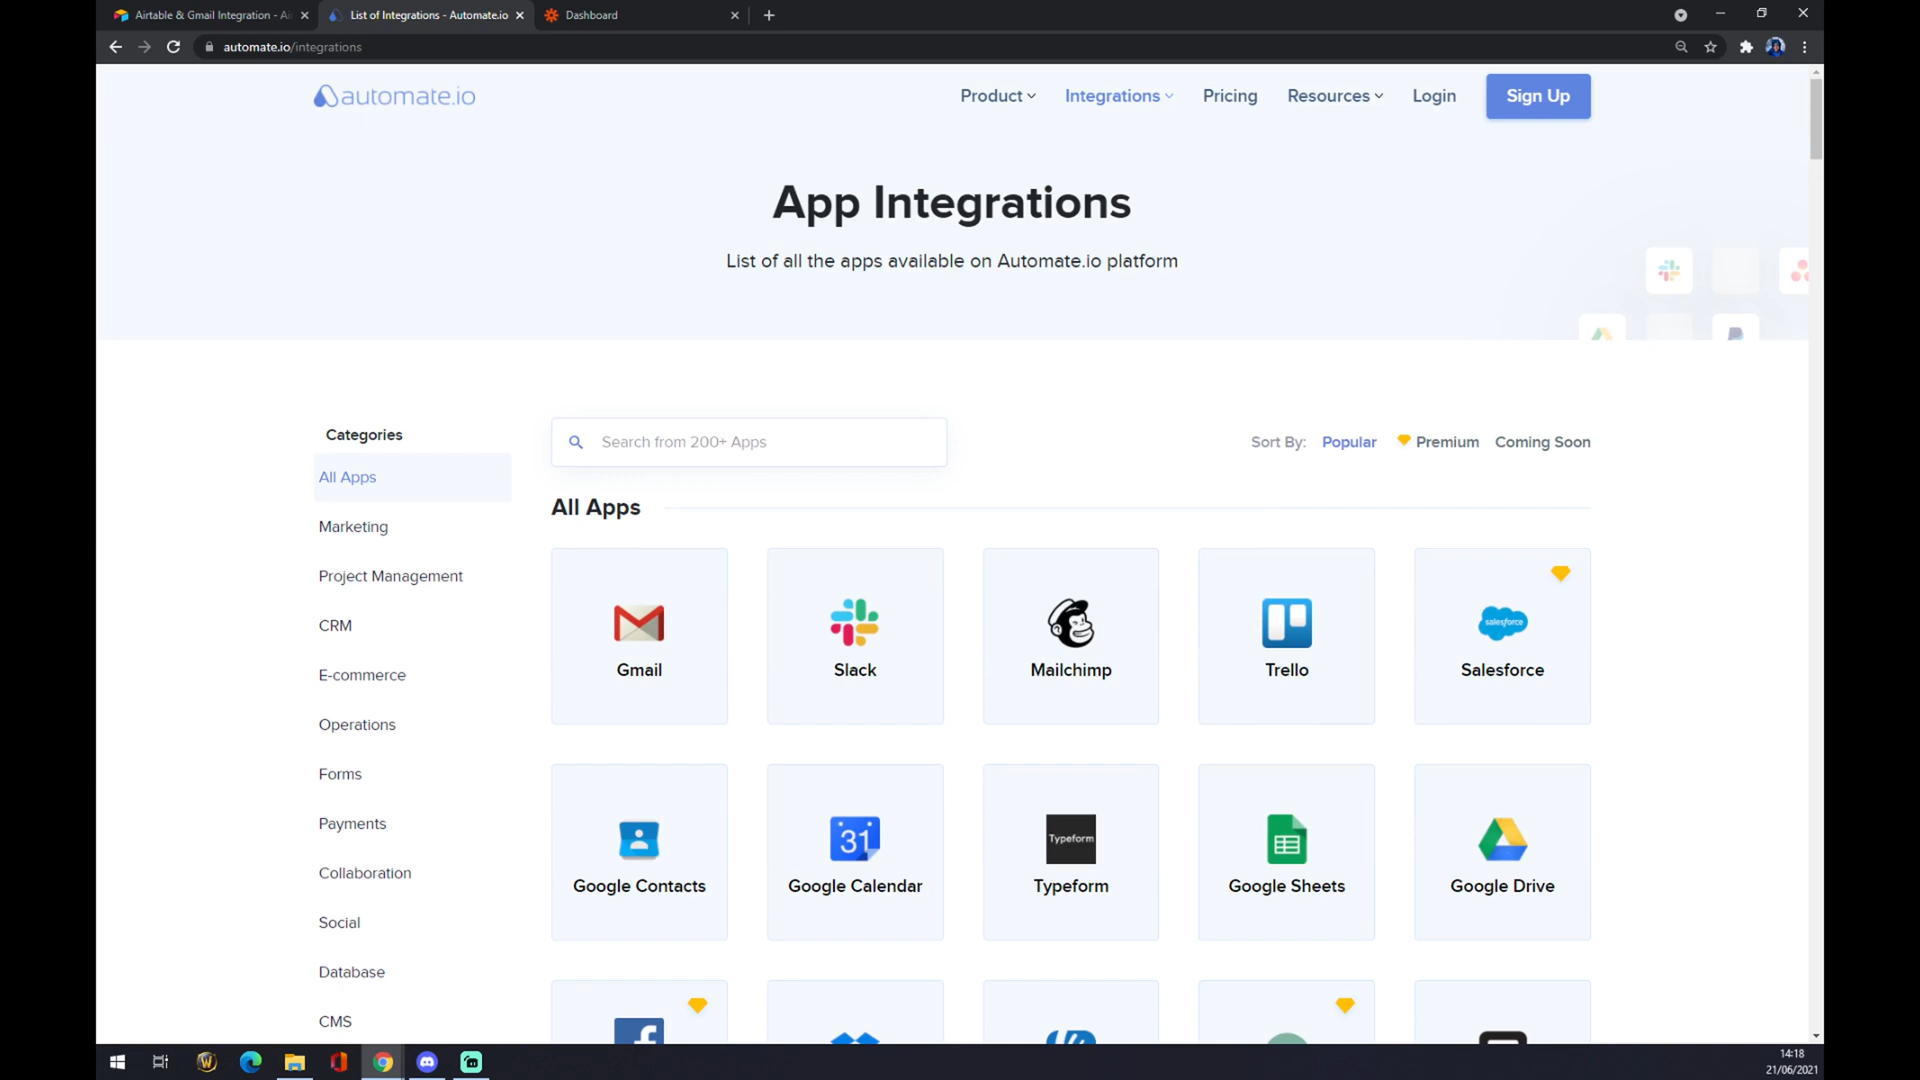 Airtable & Gmail Integration - Ai
List of Integrations - Automate.io
Dashboard
automate.io/integrations
automate.io
Product
Integrations
Pricing
Resources
Login
Sign Up
App Integrations
List of all the apps available on Automate.io platform
Categories
All Apps
Marketing
Project Management
CRM
E-commerce
Operations
Forms
Payments
Collaboration
Social
Database
CMS
Search from 200+ Apps
Sort By: Popular Premium Coming Soon
All Apps
Gmail
Slack
Mailchimp
Trello
salesforce
Salesforce
Google Contacts
31
Google Calendar
Typeform
Typeform
Google Sheets
Google Drive
14:18
21/06/2021